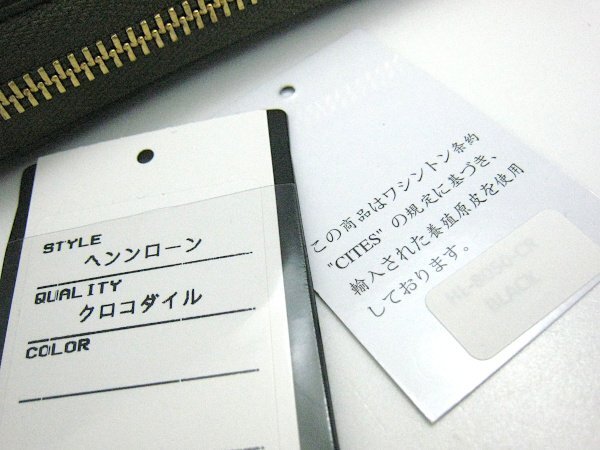 STYLE
ヘンンローン
QUALITY
クロコダイル
COLOR
この商品はワシントン条約
"CITES" の規定に基づき、
輸入された養殖原皮を使用
しております。